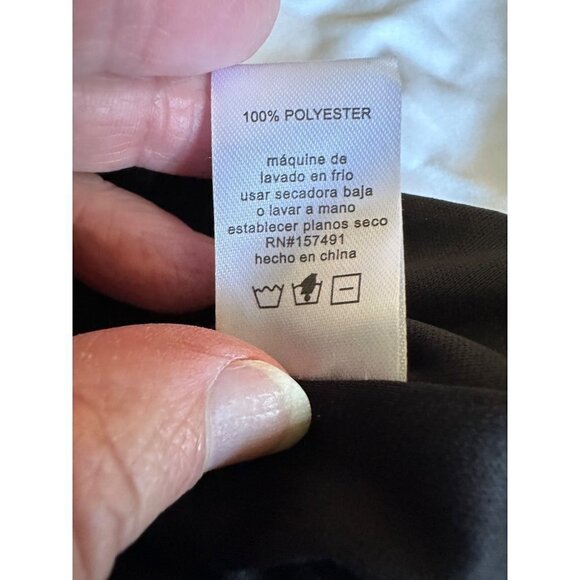 100% POLYESTER
máquine de
lavado en frio
usar secadora baja
o lavar a mano
establecer planos seco
RN#157491
hecho en china